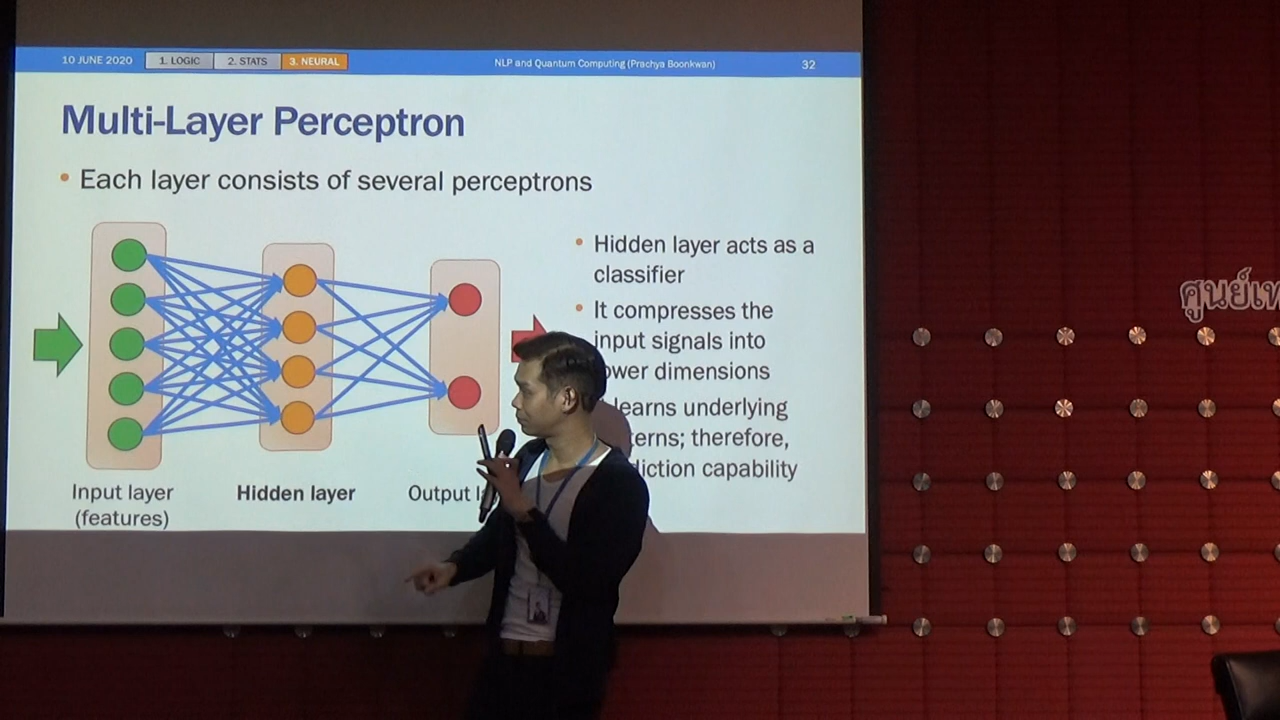 10 JUNE 2020
1. LOGIC
2. STATS
3. NEURAL
NLP and Quantum Computing (Prachya Boonkwan)
32
Multi-Layer Perceptron
• Each layer consists of several perceptrons
• Hidden layer acts as a
classifier
• It compresses the
input signals into
ower dimensions
learns underlying
terns; therefore,
diction capability
Input layer
(features)
Hidden layer
Output l
ศูนย์เท